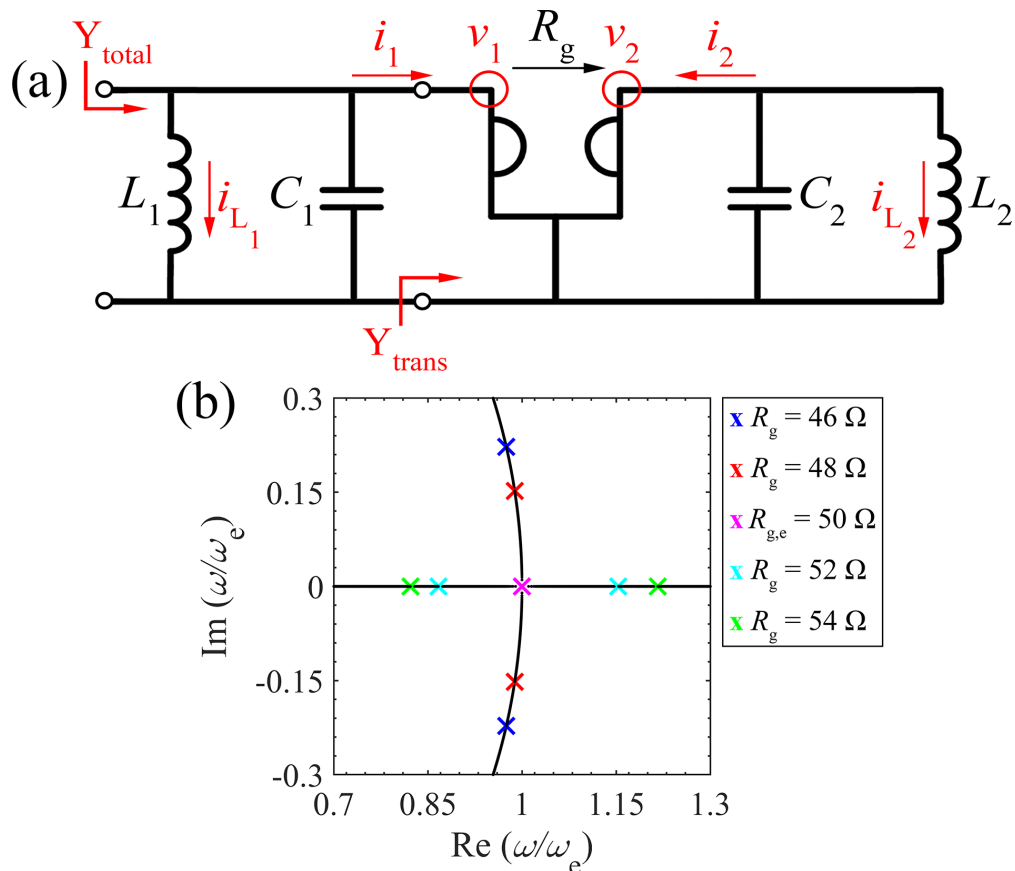 (a)
Y_total
i_1
v_1
R_g
v_2
i_2
L_1
i_L_1
C_1
C_2
i_L_2
L_2
Y_trans
(b)
Im (ω/ω_e)
0.3
0.15
0
-0.15
-0.3
0.7 0.85 1 1.15 1.3
Re (ω/ω_e)
x R_g = 46 Ω
x R_g = 48 Ω
x R_g,e = 50 Ω
x R_g = 52 Ω
x R_g = 54 Ω